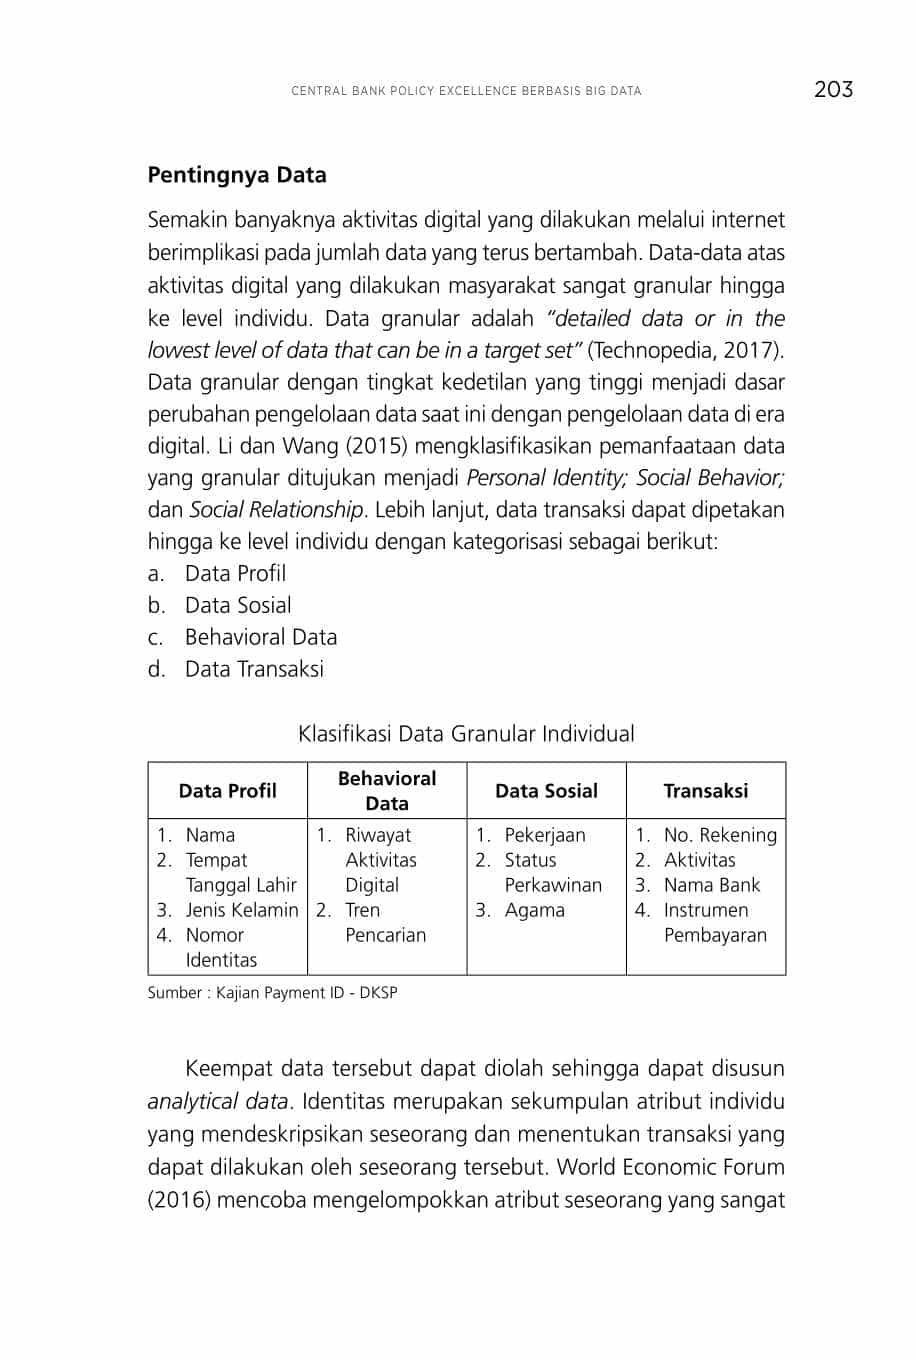 CENTRAL BANK POLICY EXCELLENCE BERBASIS BIG DATA 203
Pentingnya Data
Semakin banyaknya aktivitas digital yang dilakukan melalui internet
berimplikasi pada jumlah data yang terus bertambah. Data-data atas
aktivitas digital yang dilakukan masyarakat sangat granular hingga
ke level individu. Data granular adalah “detailed data or in the
lowest level of data that can be in a target set” (Technopedia, 2017).
Data granular dengan tingkat kedetilan yang tinggi menjadi dasar
perubahan pengelolaan data saat ini dengan pengelolaan data di era
digital. Li dan Wang (2015) mengklasifikasikan pemanfaataan data
yang granular ditujukan menjadi Personal Identity; Social Behavior;
dan Social Relationship. Lebih lanjut, data transaksi dapat dipetakan
hingga ke level individu dengan kategorisasi sebagai berikut:
a. Data Profil
b. Data Sosial
c. Behavioral Data
d. Data Transaksi
Klasifikasi Data Granular Individual
Data Profil
1. Nama
2. Tempat
Tanggal Lahir
3. Jenis Kelamin
4. Nomor
Identitas
Behavioral
Data
1. Riwayat
Aktivitas
Digital
2. Tren
Pencarian
Data Sosial
1. Pekerjaan
2. Status
Perkawinan
3. Agama
Transaksi
1. No. Rekening
2. Aktivitas
3. Nama Bank
4. Instrumen
Pembayaran
Sumber : Kajian Payment ID - DKSP
Keempat data tersebut dapat diolah sehingga dapat disusun
analytical data. Identitas merupakan sekumpulan atribut individu
yang mendeskripsikan seseorang dan menentukan transaksi yang
dapat dilakukan oleh seseorang tersebut. World Economic Forum
(2016) mencoba mengelompokkan atribut seseorang yang sangat